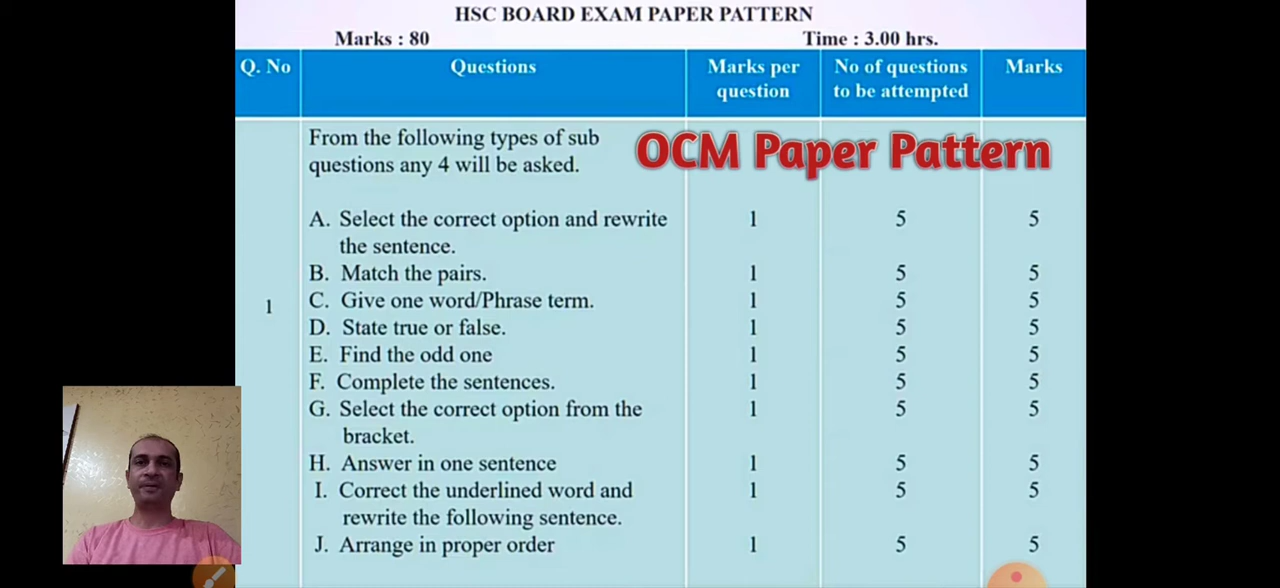 HSC BOARD EXAM PAPER PATTERN
Marks : 80 Time : 3.00 hrs.
Q. No Questions Marks per question No of questions to be attempted Marks
From the following types of sub
questions any 4 will be asked.
OCM Paper Pattern
1
A. Select the correct option and rewrite 1 5 5
the sentence.
B. Match the pairs. 1 5 5
C. Give one word/Phrase term. 1 5 5
D. State true or false. 1 5 5
E. Find the odd one 1 5 5
F. Complete the sentences. 1 5 5
G. Select the correct option from the 1 5 5
bracket.
H. Answer in one sentence 1 5 5
I. Correct the underlined word and 1 5 5
rewrite the following sentence.
J. Arrange in proper order 1 5 5